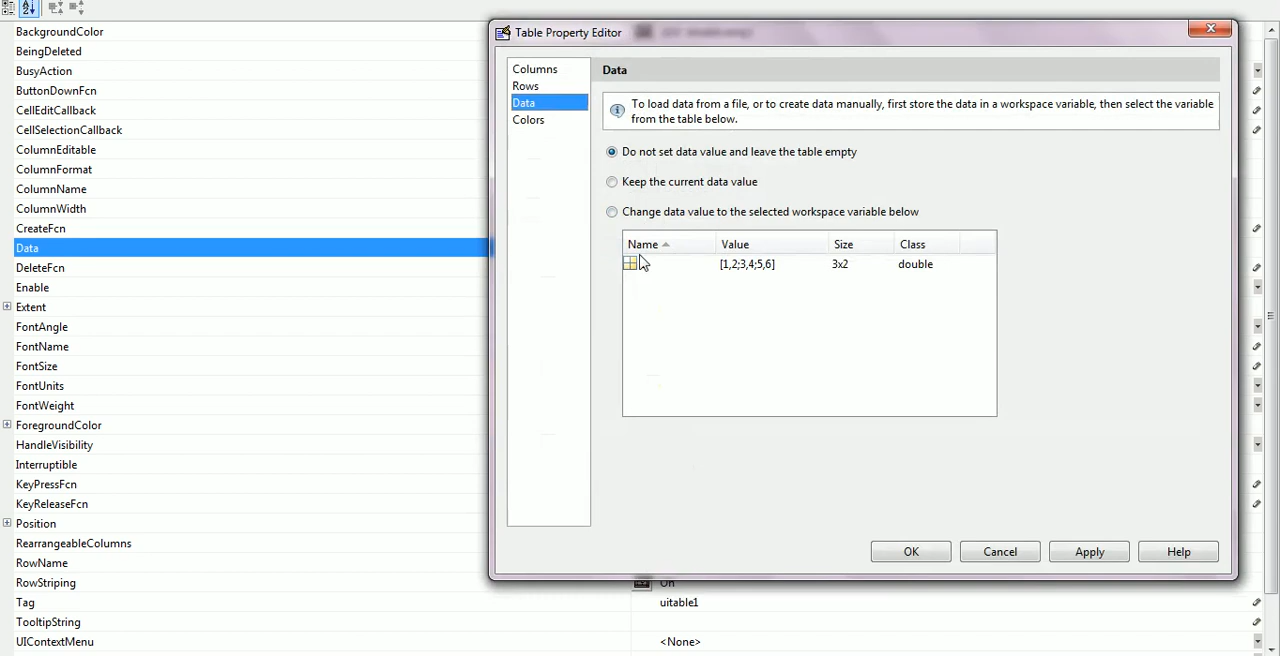 Table Property Editor
BackgroundColor
BeingDeleted
BusyAction
ButtonDownFcn
CellEditCallback
CellSelectionCallback
ColumnEditable
ColumnFormat
ColumnName
ColumnWidth
CreateFcn
Data
DeleteFcn
Enable
Extent
FontAngle
FontName
FontSize
FontUnits
FontWeight
ForegroundColor
HandleVisibility
Interruptible
KeyPressFcn
KeyReleaseFcn
Position
RearrangeableColumns
RowName
RowStriping On
Tag uitable1
TooltipString
UIContextMenu <None>
Columns
Rows
Data
Colors
Data
To load data from a file, or to create data manually, first store the data in a workspace variable, then select the variable
from the table below.
Do not set data value and leave the table empty
Keep the current data value
Change data value to the selected workspace variable below
Name Value Size Class
[1,2;3,4;5,6] 3x2 double
OK Cancel Apply Help